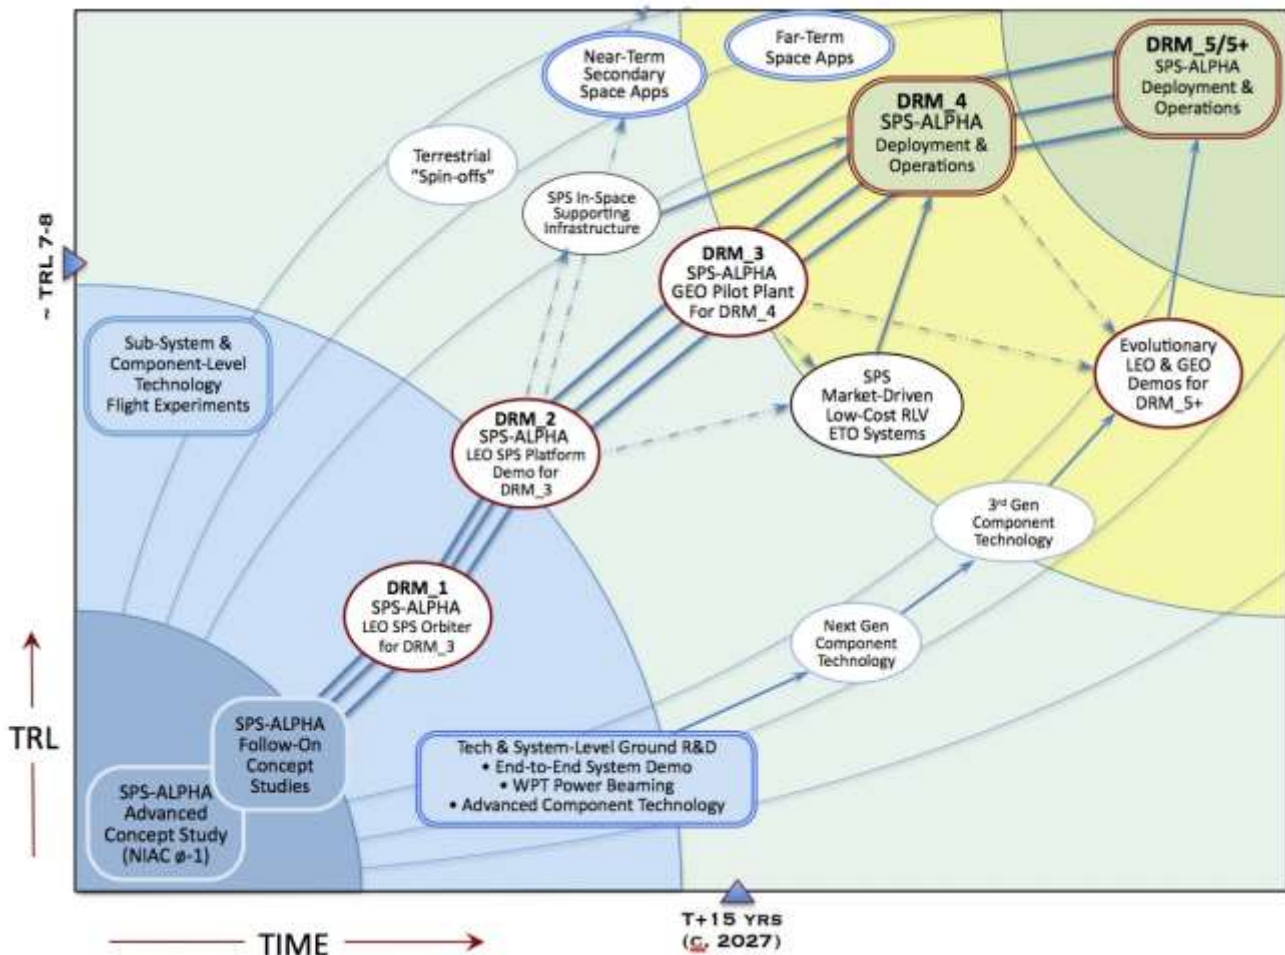 Near-Term
Secondary
Space Apps
Far-Term
Space Apps
DRM_5/5+
SPS-ALPHA
Deployment &
Operations
DRM_4
SPS-ALPHA
Deployment &
Operations
Terrestrial
"Spin-offs"
SPS In-Space
Supporting
Infrastructure
DRM_3
SPS-ALPHA
GEO Pilot Plant
For DRM_4
~ TRL 7-8
Sub-System &
Component-Level
Technology
Flight Experiments
Evolutionary
LEO & GEO
Demos for
DRM_5+
SPS
Market-Driven
Low-Cost RLV
ETO Systems
DRM_2
SPS-ALPHA
LEO SPS Platform
Demo for
DRM_3
3rd Gen
Component
Technology
DRM_1
SPS-ALPHA
LEO SPS Orbiter
for DRM_3
Next Gen
Component
Technology
TRL
SPS-ALPHA
Follow-On
Concept
Studies
SPS-ALPHA
Advanced
Concept Study
(NIAC ø-1)
Tech & System-Level Ground R&D
• End-to-End System Demo
• WPT Power Beaming
• Advanced Component Technology
T+15 YRS
(C. 2027)
TIME